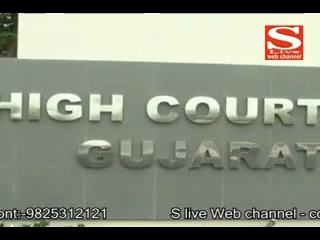 S
Live
web channel
HIGH COURT
GUJARAT
ont:-9825312121 S live Web channel - co